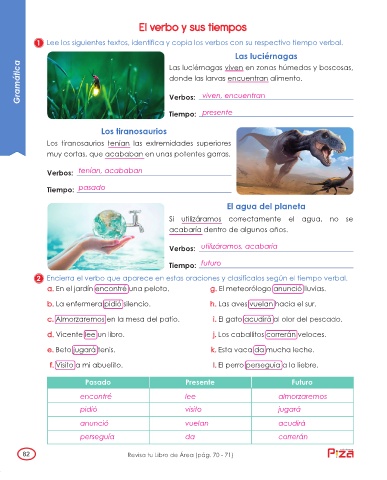 El verbo y sus tiempos
1 Lee los siguientes textos, identifica y copia los verbos con su respectivo tiempo verbal.
Gramática
Las luciérnagas
Las luciérnagas viven en zonas húmedas y boscosas,
donde las larvas encuentran alimento.
Verbos: viven, encuentran
Tiempo: presente
Los tiranosaurios
Los tiranosaurios tenían las extremidades superiores
muy cortas, que acababan en unas potentes garras.
Verbos: tenían, acababan
Tiempo: pasado
El agua del planeta
Si utilizáramos correctamente el agua, no se
acabaría dentro de algunos años.
Verbos: utilizáramos, acabaría
Tiempo: futuro
2 Encierra el verbo que aparece en estas oraciones y clasifícalos según el tiempo verbal.
a. En el jardín encontré una pelota.
b. La enfermera pidió silencio.
c. Almorzaremos en la mesa del patio.
d. Vicente lee un libro.
e. Beto jugará tenis.
f. Visito a mi abuelito.
g. El meteorólogo anunció lluvias.
h. Las aves vuelan hacia el sur.
i. El gato acudirá al olor del pescado.
j. Los caballitos correrán veloces.
k. Esta vaca da mucha leche.
l. El perro perseguía a la liebre.
Pasado Presente Futuro
encontré lee almorzaremos
pidió visito jugará
anunció vuelan acudirá
perseguía da correrán
82 Revisa tu Libro de Área (pág. 70 - 71)